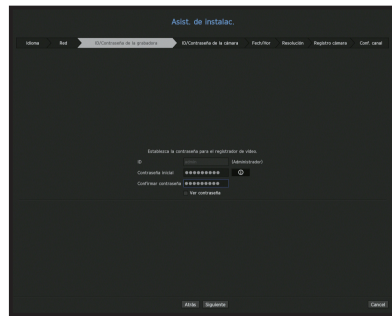 Asist. de instalac.
Idioma Red ID/Contraseña de la grabadora ID/Contraseña de la cámara Fech/Hor Resolución Registro cámara Conf. canal
Establezca la contraseña para el registrador de vídeo.
ID admin (Administrador)
Contraseña inicial
Confirmar contraseña
Ver contraseña
Atrás Siguiente Cancel